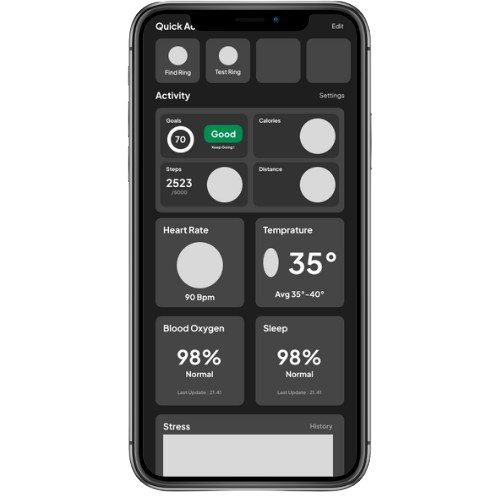 Quick Ac
Edit
Find Ring
Test Ring
Activity
Settings
Goals
70
Good
Keep Going!
Calories
Steps
2523
/5000
Distance
Heart Rate
90 Bpm
Temprature
35°
Avg 35°-40°
Blood Oxygen
98%
Normal
Last Update : 21.41
Sleep
98%
Normal
Last Update : 21.41
Stress
History